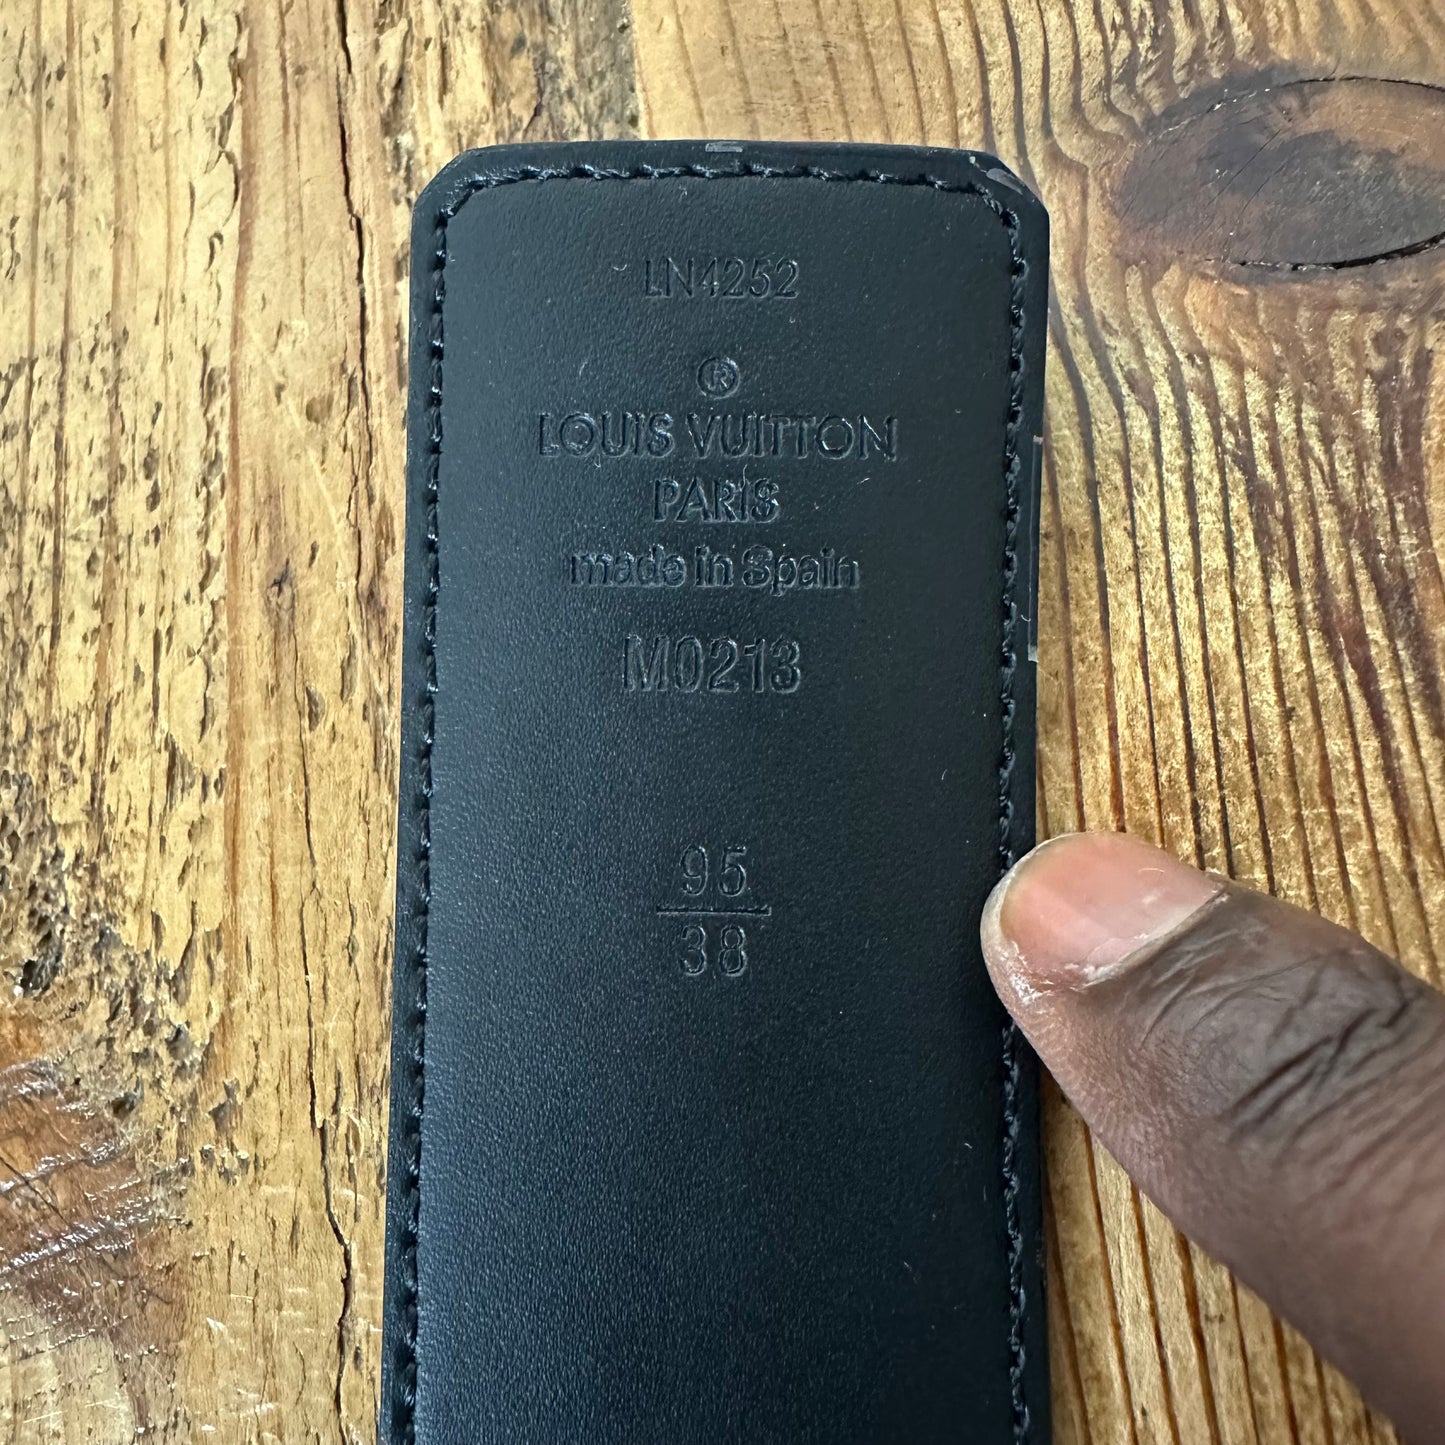 LN4252
®
LOUIS VUITTON
PARIS
made in Spain
M0213
95
38